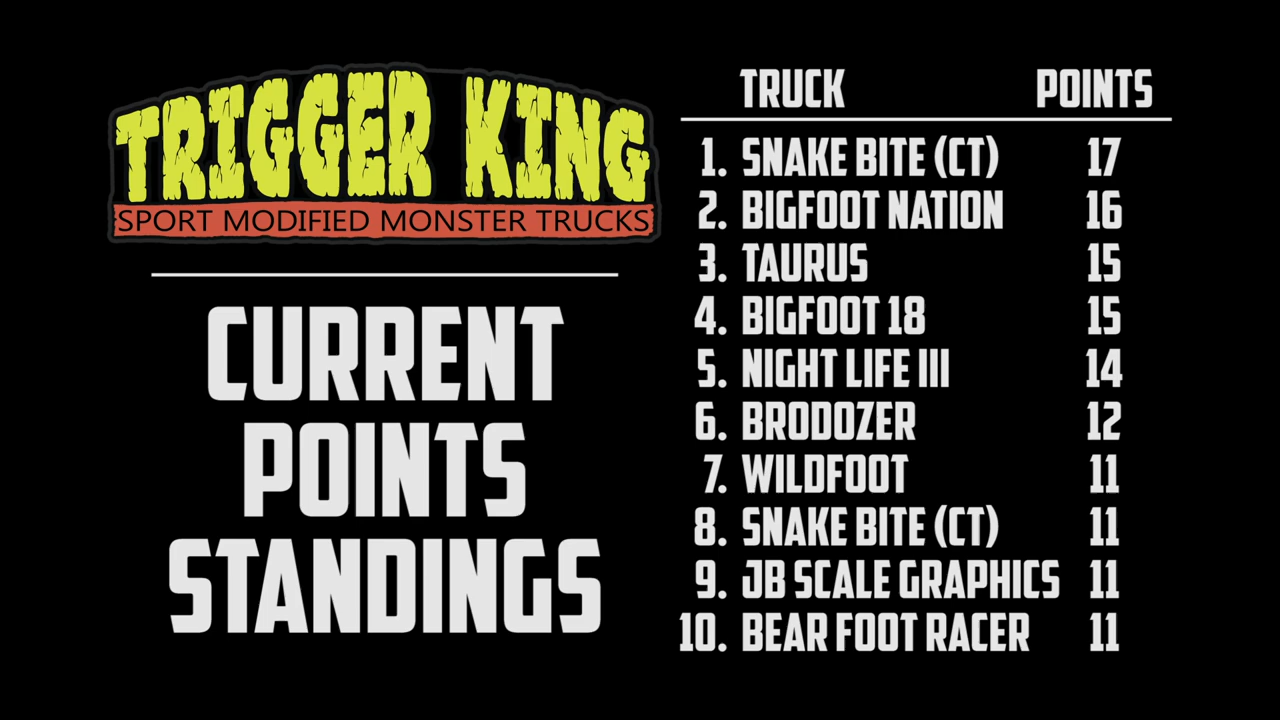 TRIGGER KING
SPORT MODIFIED MONSTER TRUCKS
CURRENT
POINTS
STANDINGS
TRUCK POINTS
1. SNAKE BITE (CT) 17
2. BIGFOOT NATION 16
3. TAURUS 15
4. BIGFOOT 18 15
5. NIGHT LIFE III 14
6. BRODOZER 12
7. WILDFOOT 11
8. SNAKE BITE (CT) 11
9. JB SCALE GRAPHICS 11
10. BEAR FOOT RACER 11